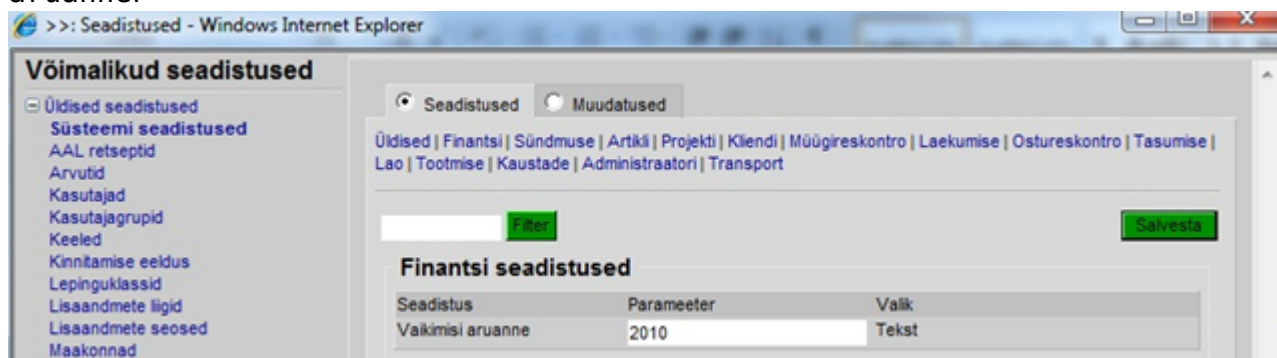 >>: Seadistused - Windows Internet Explorer
Võimalikud seadistused
Üldised seadistused
Süsteemi seadistused
AAL retseptid
Arvutid
Kasutajad
Kasutajagrupid
Keeled
Kinnitamise eeldus
Lepinguklassid
Lisaandmete liigid
Lisaandmete seosed
Maakonnad
Seadistused Muudatused
Üldised | Finantsi | Sündmuse | Artikli | Projekti | Kliendi | Müügireskontro | Laekumise | Ostureskontro | Tasumise |
Lao | Tootmise | Kaustade | Administraatori | Transport
Filter Salvesta
Finantsi seadistused
Seadistus Parameeter Valik
Vaikimisi aruanne 2010 Tekst